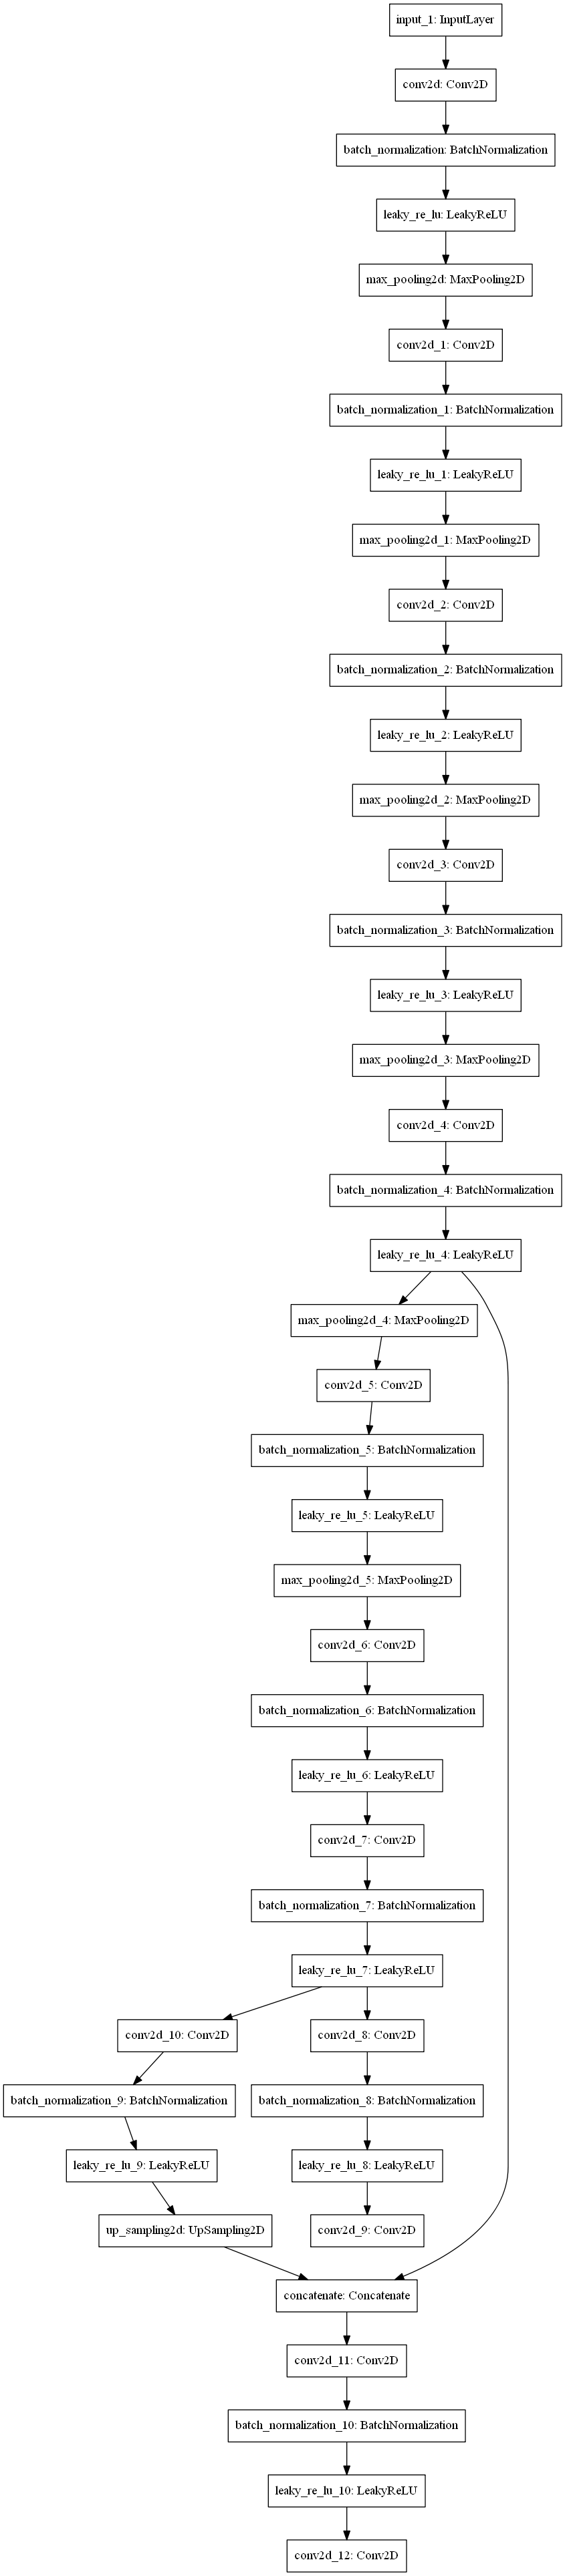 input_1: InputLayer
conv2d: Conv2D
batch_normalization: BatchNormalization
leaky_re_lu: LeakyReLU
max_pooling2d: MaxPooling2D
conv2d_1: Conv2D
batch_normalization_1: BatchNormalization
leaky_re_lu_1: LeakyReLU
max_pooling2d_1: MaxPooling2D
conv2d_2: Conv2D
batch_normalization_2: BatchNormalization
leaky_re_lu_2: LeakyReLU
max_pooling2d_2: MaxPooling2D
conv2d_3: Conv2D
batch_normalization_3: BatchNormalization
leaky_re_lu_3: LeakyReLU
max_pooling2d_3: MaxPooling2D
conv2d_4: Conv2D
batch_normalization_4: BatchNormalization
leaky_re_lu_4: LeakyReLU
max_pooling2d_4: MaxPooling2D
conv2d_5: Conv2D
batch_normalization_5: BatchNormalization
leaky_re_lu_5: LeakyReLU
max_pooling2d_5: MaxPooling2D
conv2d_6: Conv2D
batch_normalization_6: BatchNormalization
leaky_re_lu_6: LeakyReLU
conv2d_7: Conv2D
batch_normalization_7: BatchNormalization
leaky_re_lu_7: LeakyReLU
conv2d_10: Conv2D
conv2d_8: Conv2D
batch_normalization_9: BatchNormalization
batch_normalization_8: BatchNormalization
leaky_re_lu_9: LeakyReLU
leaky_re_lu_8: LeakyReLU
up_sampling2d: UpSampling2D
conv2d_9: Conv2D
concatenate: Concatenate
conv2d_11: Conv2D
batch_normalization_10: BatchNormalization
leaky_re_lu_10: LeakyReLU
conv2d_12: Conv2D